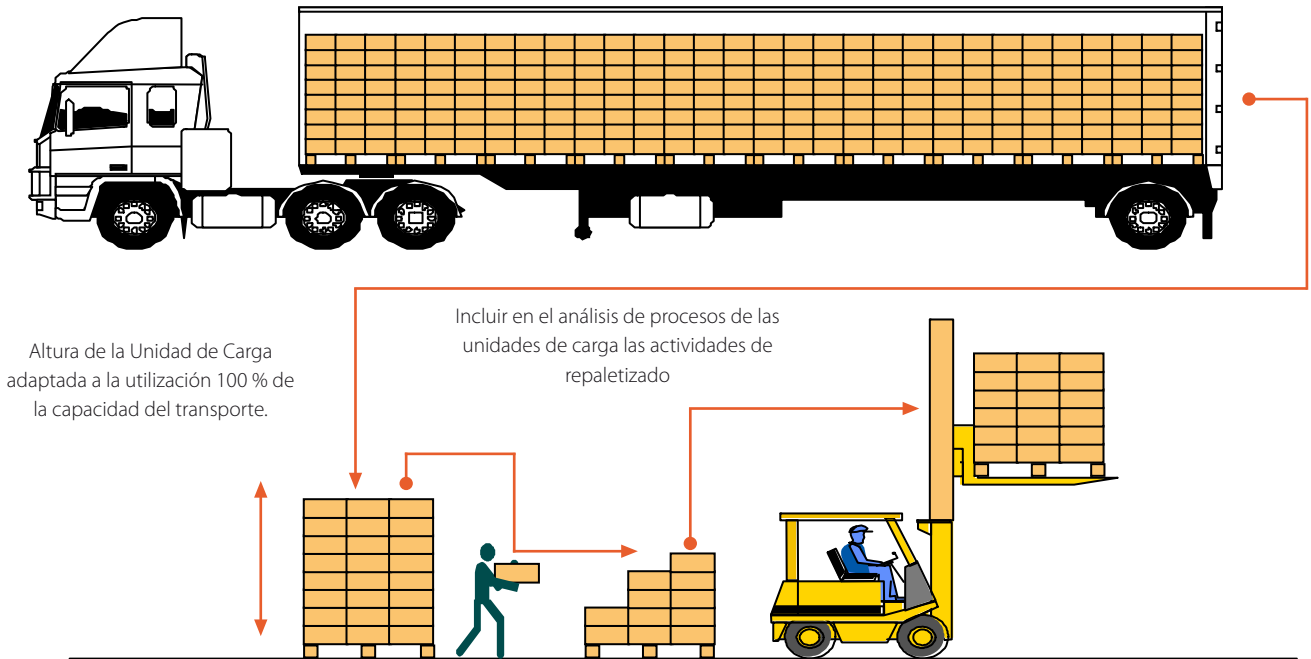 Altura de la Unidad de Carga
adaptada a la utilización 100 % de
la capacidad del transporte.
Incluir en el análisis de procesos de las
unidades de carga las actividades de
repaletizado